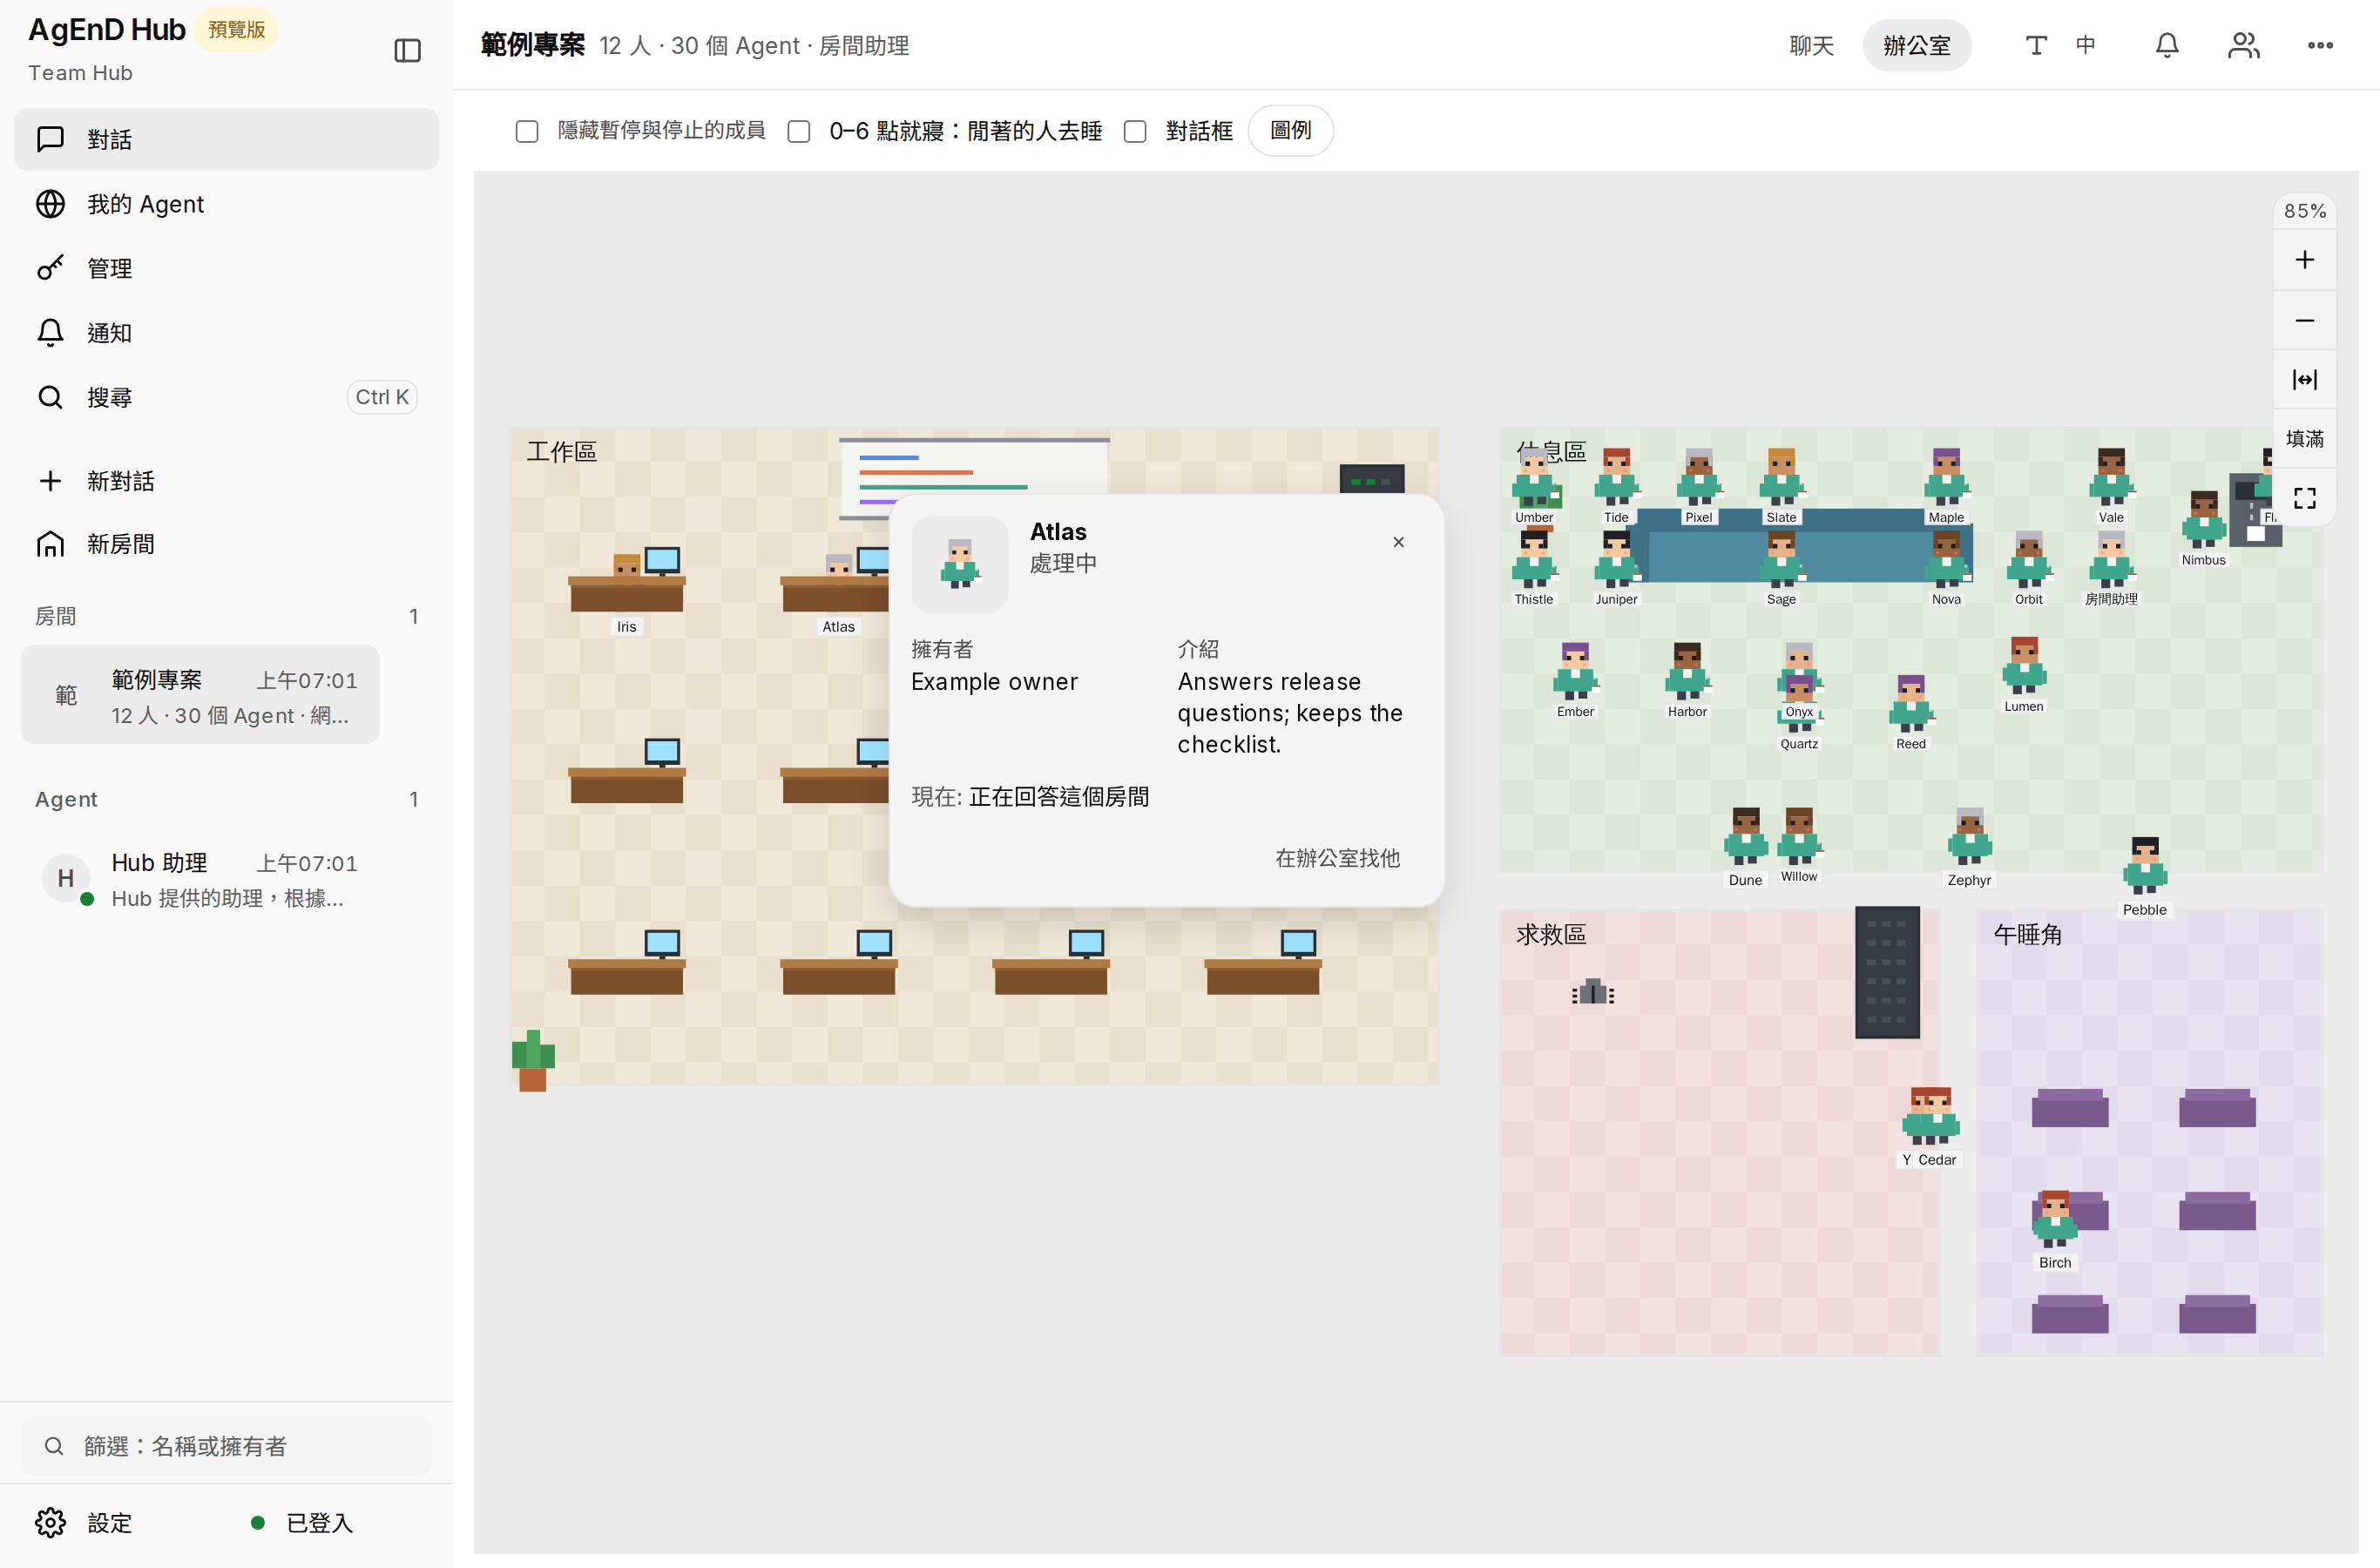 AgEnD Hub 預覽版
Team Hub
對話
我的 Agent
管理
通知
搜尋 Ctrl K
新對話
新房間
房間 1
範
範例專案 上午07:01
12 人 · 30 個 Agent · 網...
Agent 1
H
Hub 助理 上午07:01
Hub 提供的助理，根據...
篩選：名稱或擁有者
設定 已登入
範例專案 12 人 · 30 個 Agent · 房間助理
聊天 辦公室 中
隱藏暫停與停止的成員 0–6 點就寢：閒著的人去睡 對話框 圖例
85%
填滿
工作區
Iris Atlas
Atlas
處理中
×
擁有者
Example owner
介紹
Answers release
questions; keeps the
checklist.
現在: 正在回答這個房間
在辦公室找他
休息區
Umber Tide Pixel Slate Maple Vale
Nimbus
Thistle Juniper Sage Nova Orbit 房間助理
Ember Harbor Onyx Lumen
Quartz Reed
Dune Willow Zephyr
Pebble
求救區
Y Cedar
午睡角
Birch